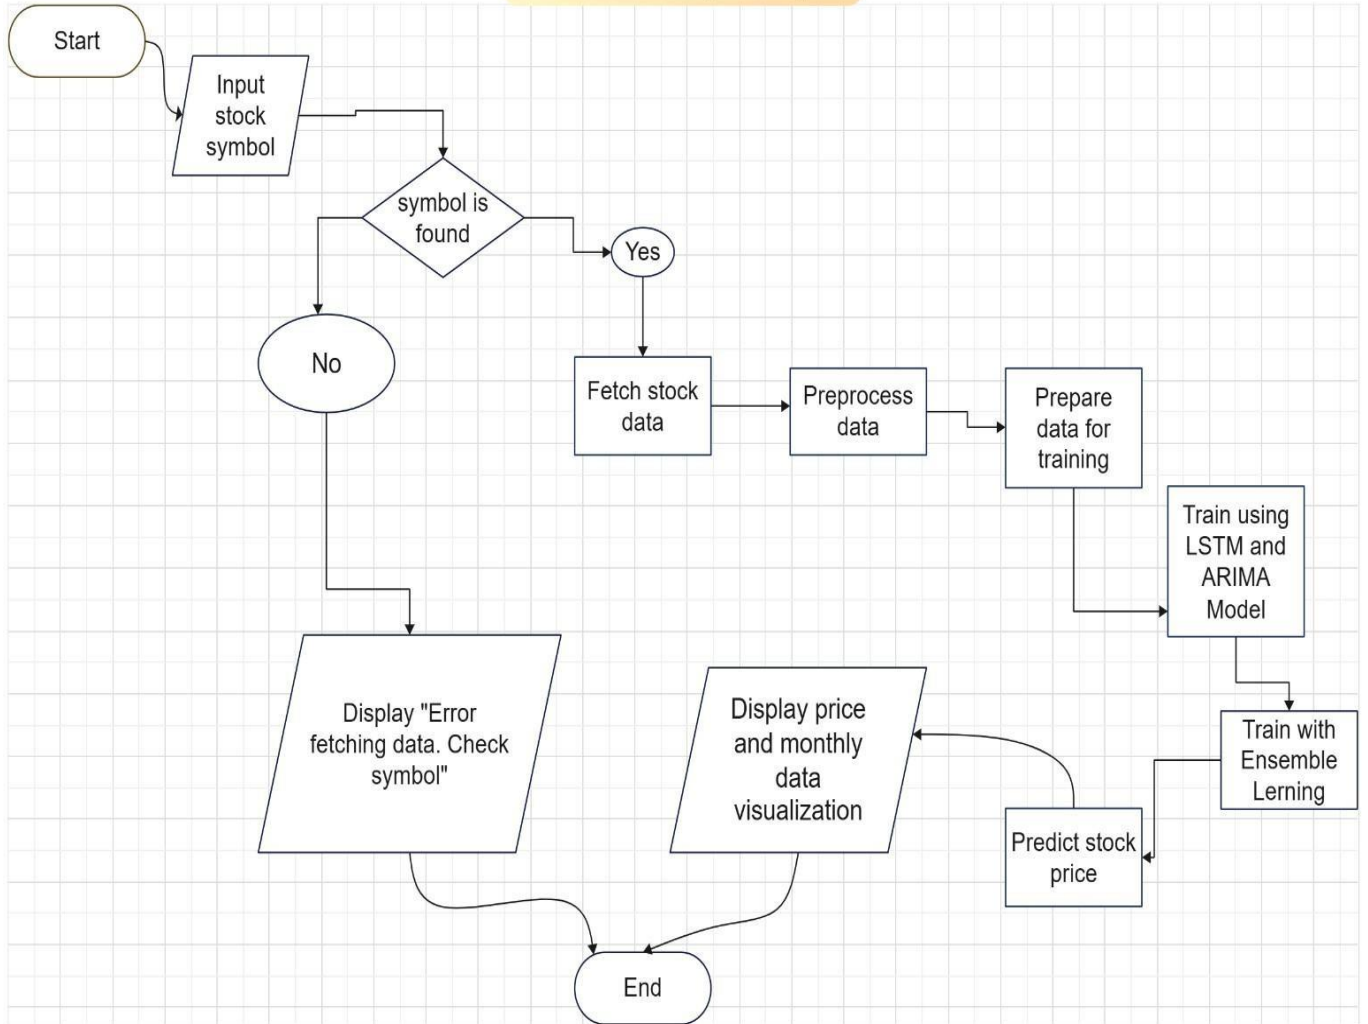 Start
Input
stock
symbol
symbol is
found
Yes
No
Fetch stock
data
Preprocess
data
Prepare
data for
training
Train using
LSTM and
ARIMA
Model
Train with
Ensemble
Lerning
Predict stock
price
Display price
and monthly
data
visualization
Display "Error
fetching data. Check
symbol"
End